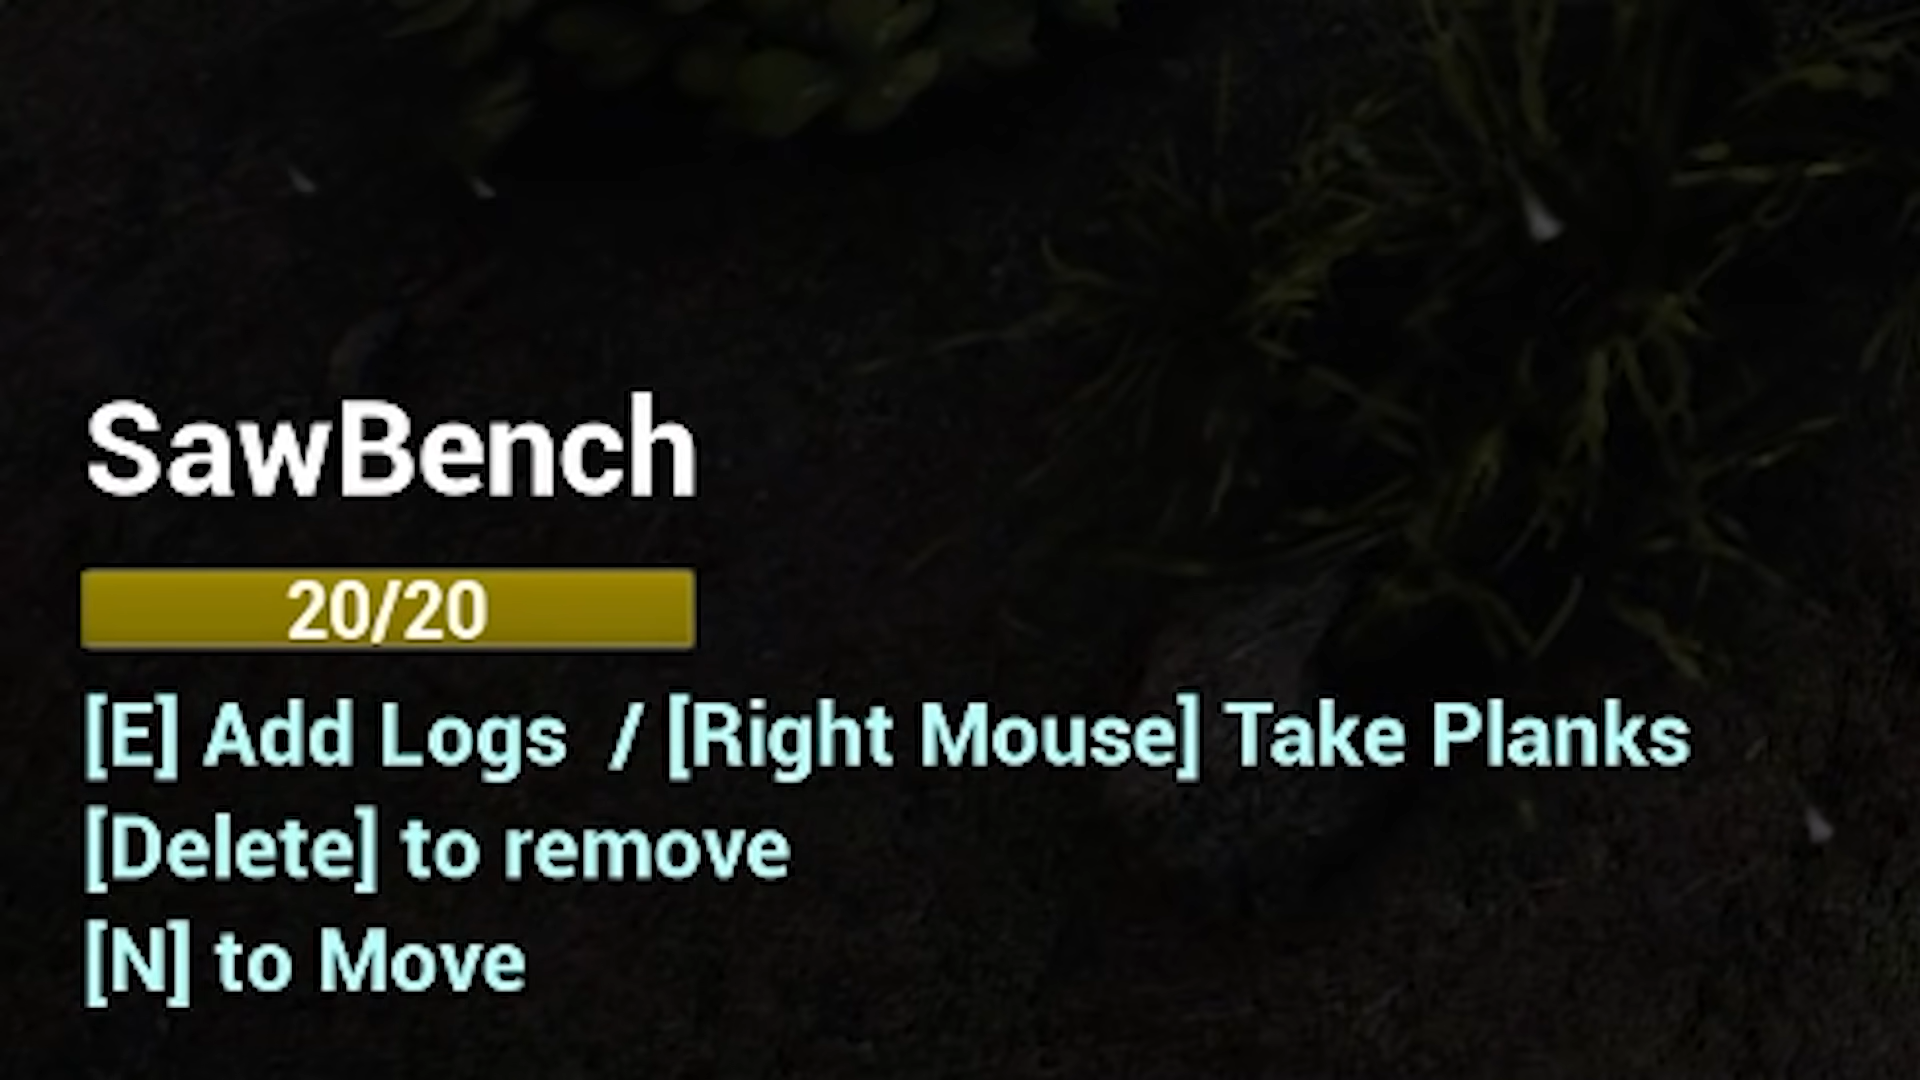 SawBench
20/20
[E] Add Logs / [Right Mouse] Take Planks
[Delete] to remove
[N] to Move